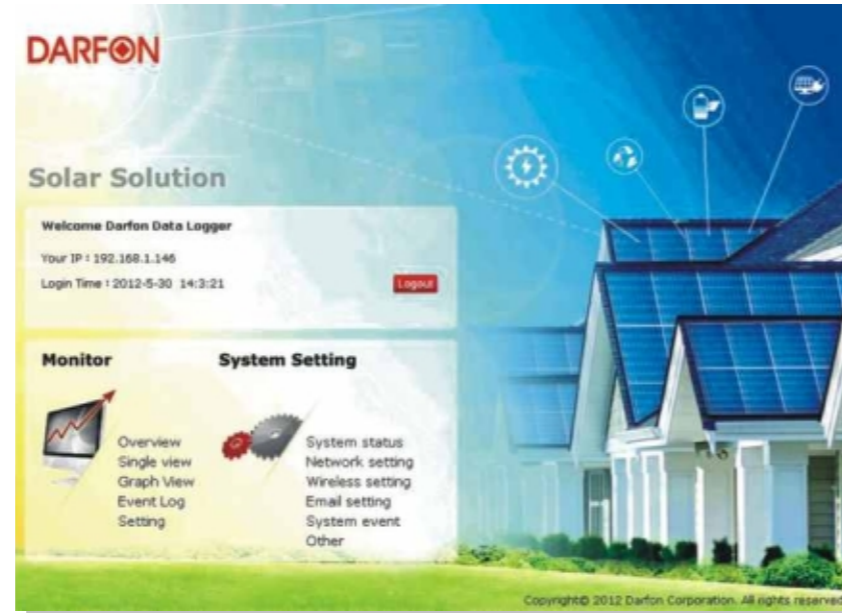 DARFON
Solar Solution
Welcome Darfon Data Logger
Your IP : 192.168.1.146
Login Time : 2012-5-30 14:3:21
Logout
Monitor
Overview
Single view
Graph View
Event Log
Setting
System Setting
System status
Network setting
Wireless setting
Email setting
System event
Other
Copyright© 2012 Darfon Corporation. All rights reserved